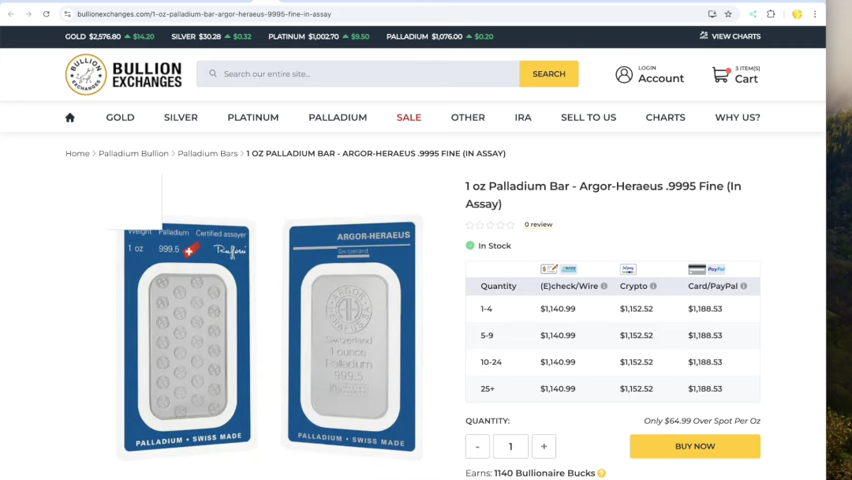 bullionexchanges.com/1-oz-palladium-bar-argor-heraeus-9995-fine-in-assay
GOLD $2,576.80 $14.20 SILVER $30.28 $0.32 PLATINUM $1,002.70 $9.50 PALLADIUM $1,076.00 $0.20 VIEW CHARTS
BULLION EXCHANGES
Search our entire site...
SEARCH
LOGIN
Account
3 ITEM(S)
Cart
GOLD SILVER PLATINUM PALLADIUM SALE OTHER IRA SELL TO US CHARTS WHY US?
Home > Palladium Bullion > Palladium Bars > 1 OZ PALLADIUM BAR - ARGOR-HERAEUS .9995 FINE (IN ASSAY)
Weight Palladium Certified assayer
1 oz 999.5
PALLADIUM • SWISS MADE
ARGOR-HERAEUS
Switzerland
ARGOR HERAEUS
Switzerland
1 ounce
Palladium
999.5
PALLADIUM • SWISS MADE
1 oz Palladium Bar - Argor-Heraeus .9995 Fine (In
Assay)
0 review
In Stock
PayPal
Quantity (E)check/Wire Crypto Card/PayPal
1-4 $1,140.99 $1,152.52 $1,188.53
5-9 $1,140.99 $1,152.52 $1,188.53
10-24 $1,140.99 $1,152.52 $1,188.53
25+ $1,140.99 $1,152.52 $1,188.53
QUANTITY: Only $64.99 Over Spot Per Oz
- 1 + BUY NOW
Earns: 1140 Bullionaire Bucks ?